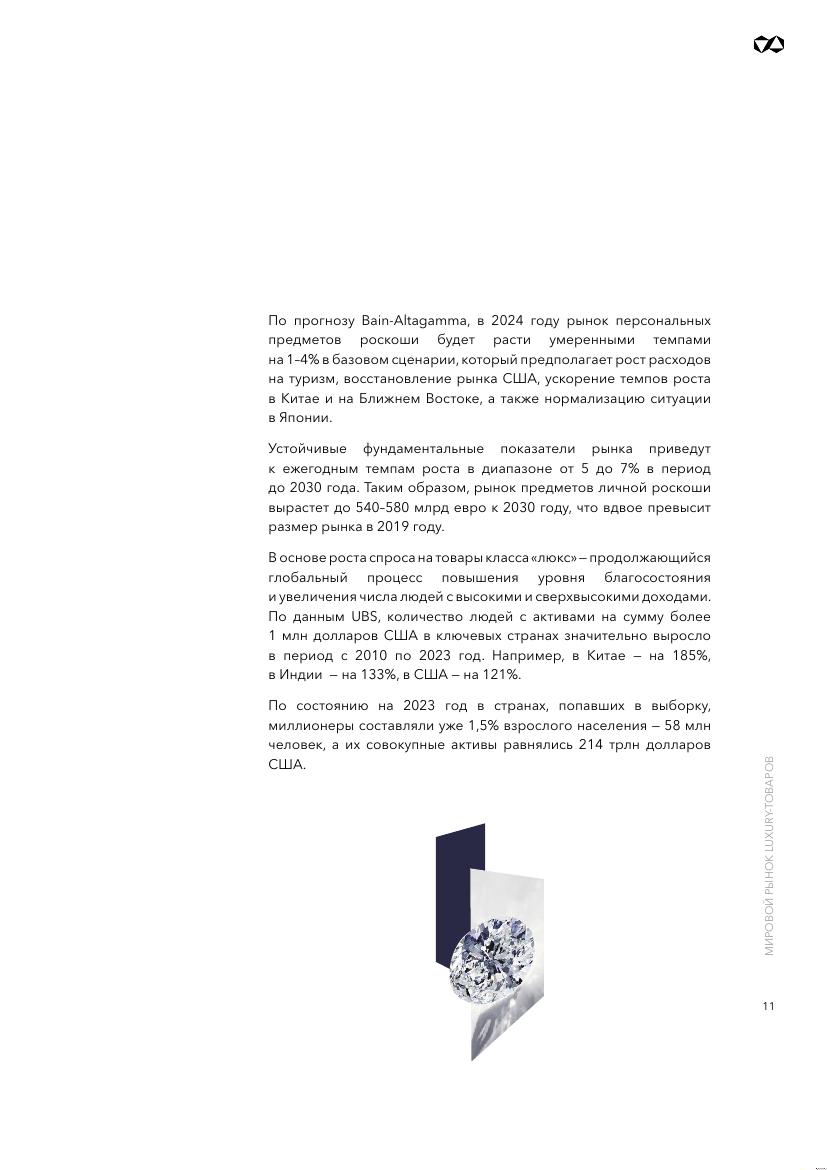 По прогнозу Bain-Altagamma, в 2024 году рынок персональных
предметов роскоши будет расти умеренными темпами
на 1–4% в базовом сценарии, который предполагает рост расходов
на туризм, восстановление рынка США, ускорение темпов роста
в Китае и на Ближнем Востоке, а также нормализацию ситуации
в Японии.
Устойчивые фундаментальные показатели рынка приведут
к ежегодным темпам роста в диапазоне от 5 до 7% в период
до 2030 года. Таким образом, рынок предметов личной роскоши
вырастет до 540–580 млрд евро к 2030 году, что вдвое превысит
размер рынка в 2019 году.
В основе роста спроса на товары класса «люкс» — продолжающийся
глобальный процесс повышения уровня благосостояния
и увеличения числа людей с высокими и сверхвысокими доходами.
По данным UBS, количество людей с активами на сумму более
1 млн долларов США в ключевых странах значительно выросло
в период с 2010 по 2023 год. Например, в Китае — на 185%,
в Индии — на 133%, в США — на 121%.
По состоянию на 2023 год в странах, попавших в выборку,
миллионеры составляли уже 1,5% взрослого населения — 58 млн
человек, а их совокупные активы равнялись 214 трлн долларов
США.
МИРОВОЙ РЫНОК LUXURY-ТОВАРОВ
11